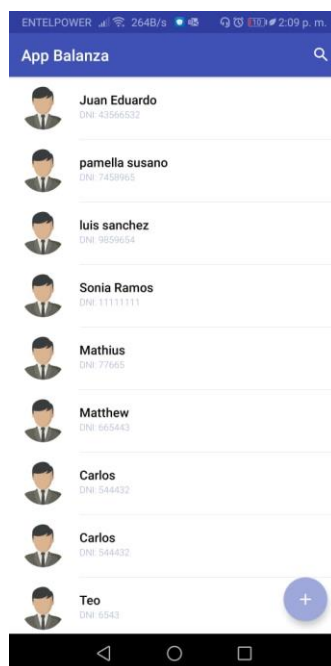 ENTELPOWER 264B/s 10 2:09 p. m.
App Balanza
Juan Eduardo
DNI: 43566532
pamella susano
DNI: 7458965
luis sanchez
DNI: 9859654
Sonia Ramos
DNI: 11111111
Mathius
DNI: 77665
Matthew
DNI: 665443
Carlos
DNI: 544432
Carlos
DNI: 544432
Teo
DNI: 6543